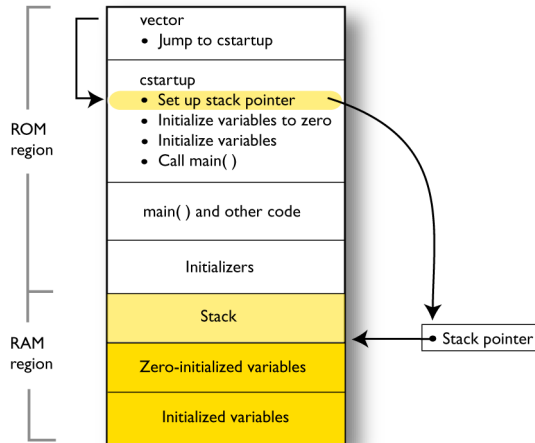 vector
• Jump to cstartup
cstartup
• Set up stack pointer
• Initialize variables to zero
• Initialize variables
• Call main( )
ROM
region
main( ) and other code
Initializers
Stack
RAM
region
Stack pointer
Zero-initialized variables
Initialized variables